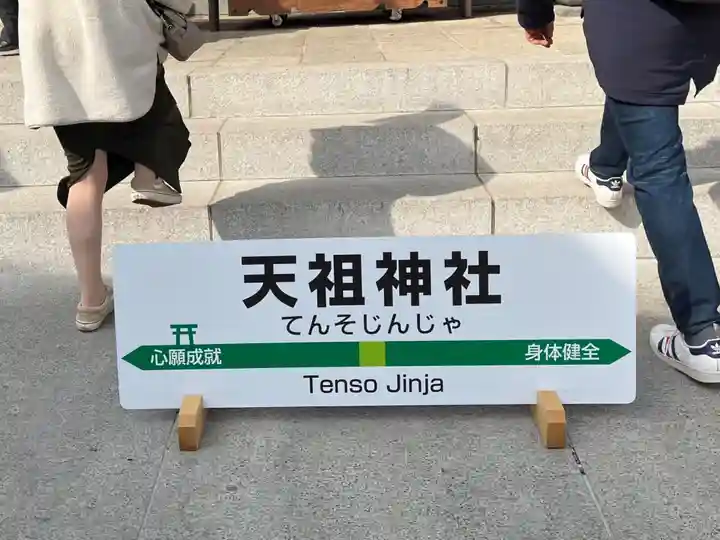 天祖神社
てんそじんじゃ
心願成就
身体健全
Tenso Jinja